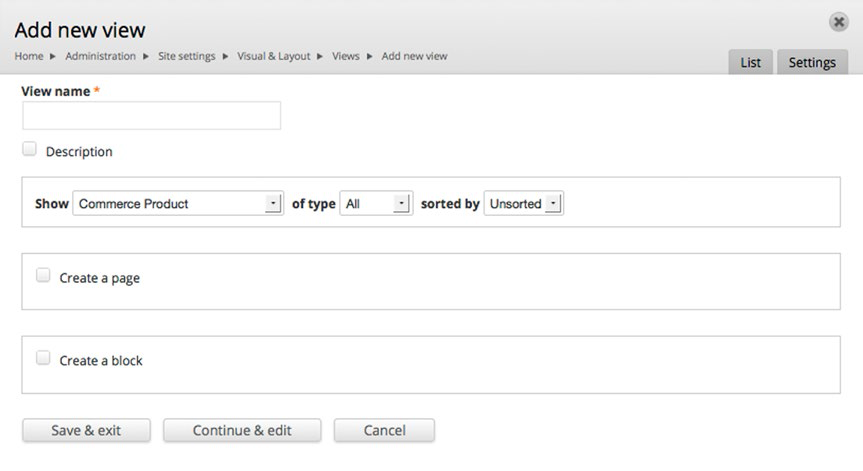 Add new view
Home ▶ Administration ▶ Site settings ▶ Visual & Layout ▶ Views ▶ Add new view
List Settings
View name *
Description
Show Commerce Product of type All sorted by Unsorted
Create a page
Create a block
Save & exit Continue & edit Cancel